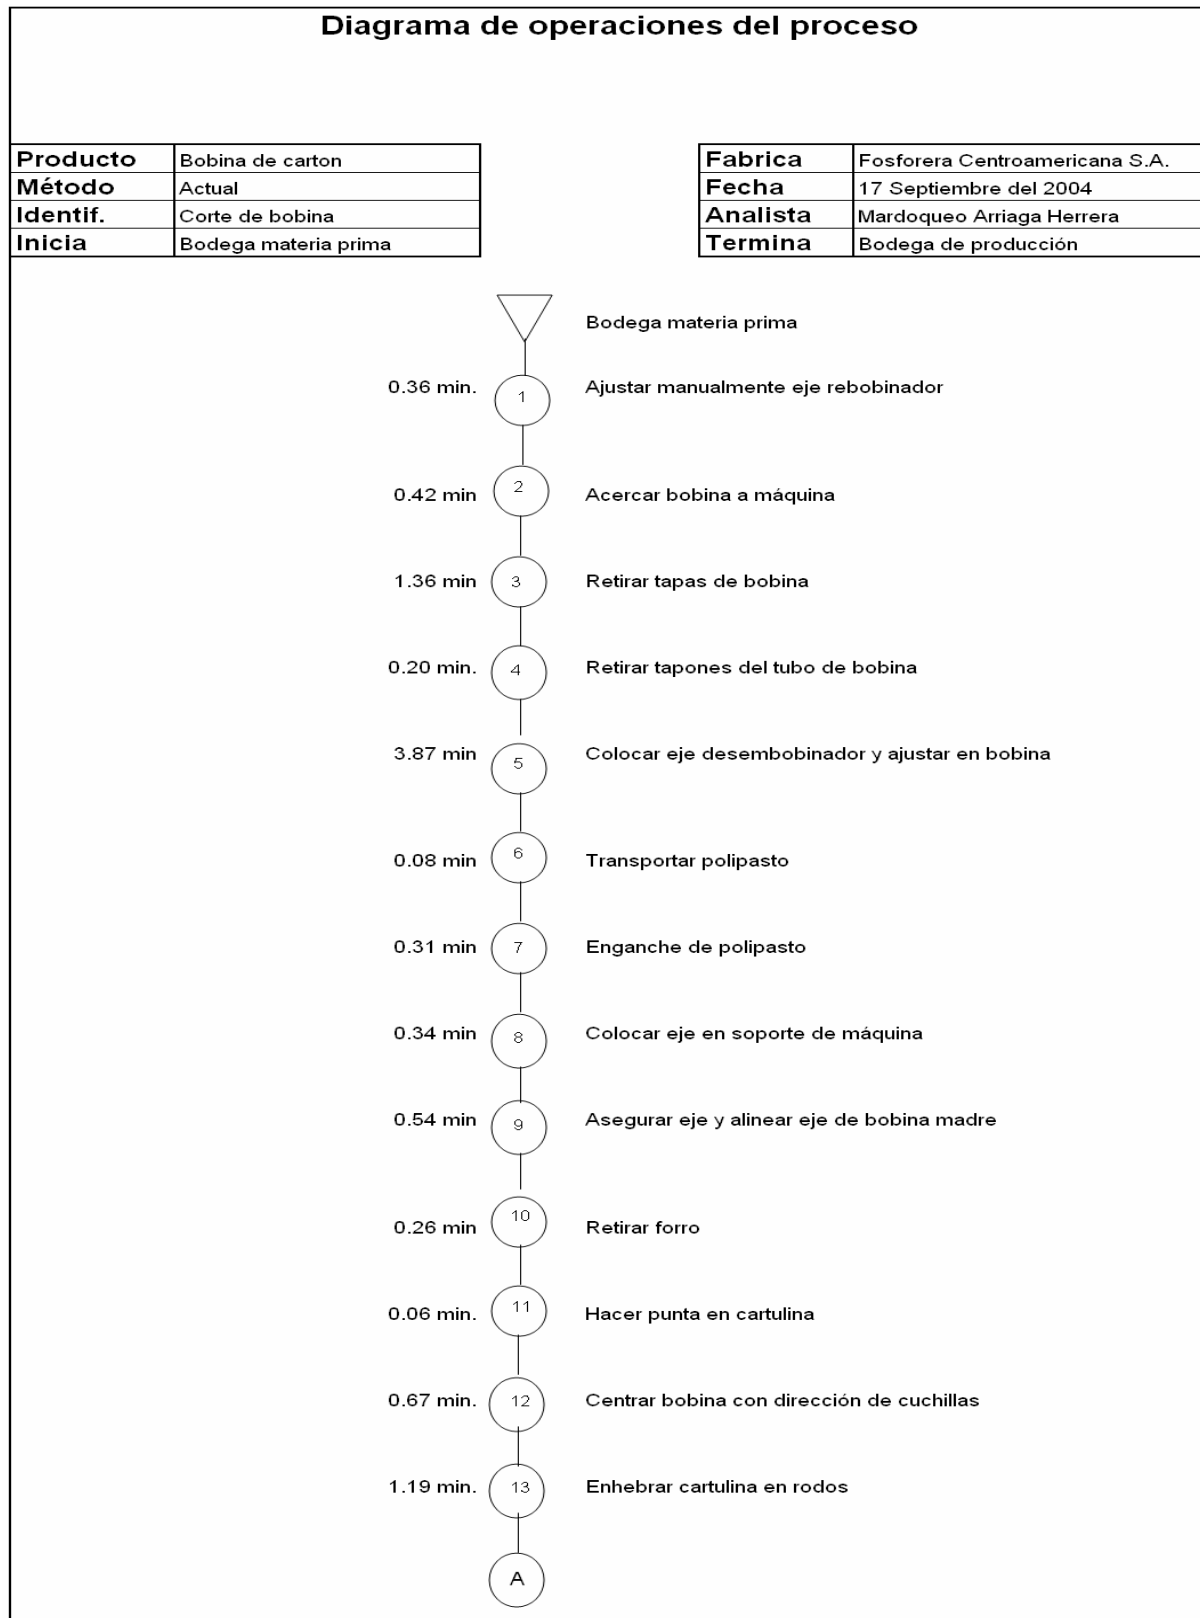 Diagrama de operaciones del proceso
Producto Bobina de carton
Método Actual
Identif. Corte de bobina
Inicia Bodega materia prima
Fabrica Fosforera Centroamericana S.A.
Fecha 17 Septiembre del 2004
Analista Mardoqueo Arriaga Herrera
Termina Bodega de producción
Bodega materia prima
0.36 min. 1 Ajustar manualmente eje rebobinador
0.42 min 2 Acercar bobina a máquina
1.36 min 3 Retirar tapas de bobina
0.20 min. 4 Retirar tapones del tubo de bobina
3.87 min 5 Colocar eje desembobinador y ajustar en bobina
0.08 min 6 Transportar polipasto
0.31 min 7 Enganche de polipasto
0.34 min 8 Colocar eje en soporte de máquina
0.54 min 9 Asegurar eje y alinear eje de bobina madre
0.26 min 10 Retirar forro
0.06 min. 11 Hacer punta en cartulina
0.67 min. 12 Centrar bobina con dirección de cuchillas
1.19 min. 13 Enhebrar cartulina en rodos
A